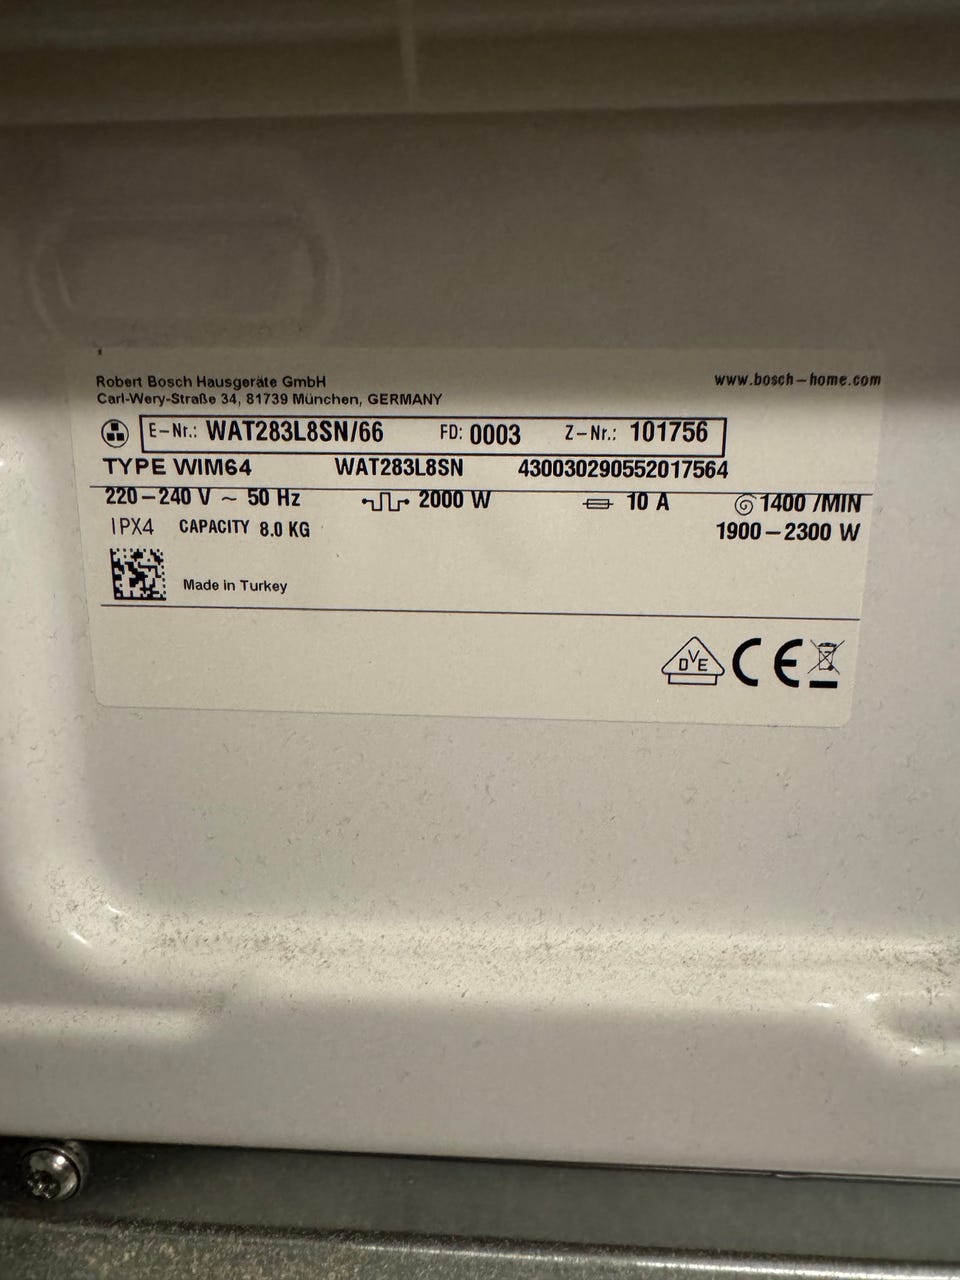 Robert Bosch Hausgeräte GmbH
www.bosch-home.com
Carl-Wery-Straße 34, 81739 München, GERMANY
E-Nr.: WAT283L8SN/66 FD: 0003 Z-Nr.: 101756
TYPE WIM64 WAT283L8SN 430030290552017564
220-240 V ~ 50 Hz 2000 W 10 A 1400 /MIN
IPX4 CAPACITY 8.0 KG 1900-2300 W
Made in Turkey
DVE CE